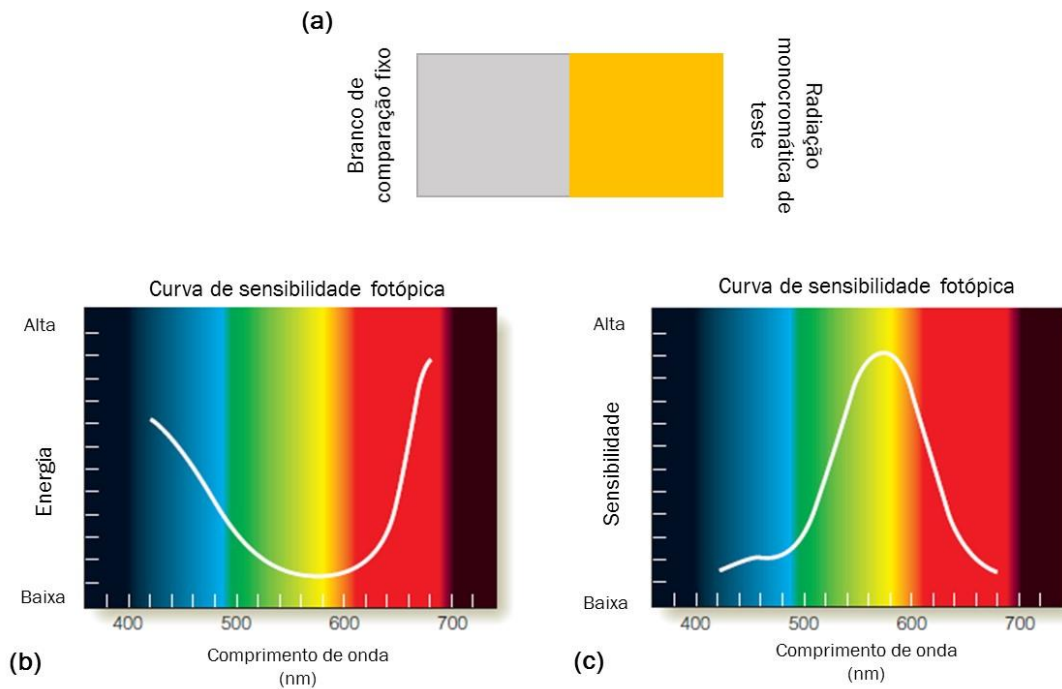 (a)
Branco de
comparação fixo
Radiação
monocromática de
teste
Curva de sensibilidade fotópica
Alta
Energia
Baixa
400 500 600 700
Comprimento de onda
(nm)
(b)
Curva de sensibilidade fotópica
Alta
Sensibilidade
Baixa
400 500 600 700
Comprimento de onda
(nm)
(c)